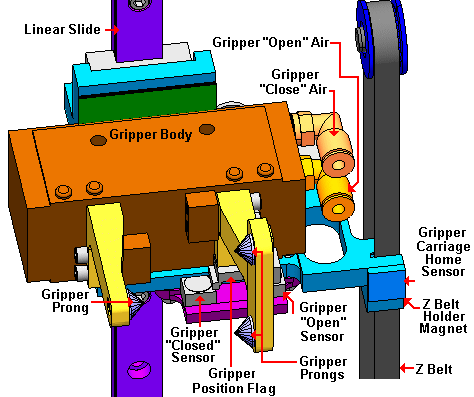 Linear Slide
Gripper "Open" Air
Gripper
"Close" Air
Gripper Body
Gripper
Carriage
Home
Sensor
Gripper
Prong
Gripper
"Closed"
Sensor
Gripper
Position Flag
Gripper
"Open"
Sensor
Gripper
Prongs
Z Belt
Holder
Magnet
Z Belt